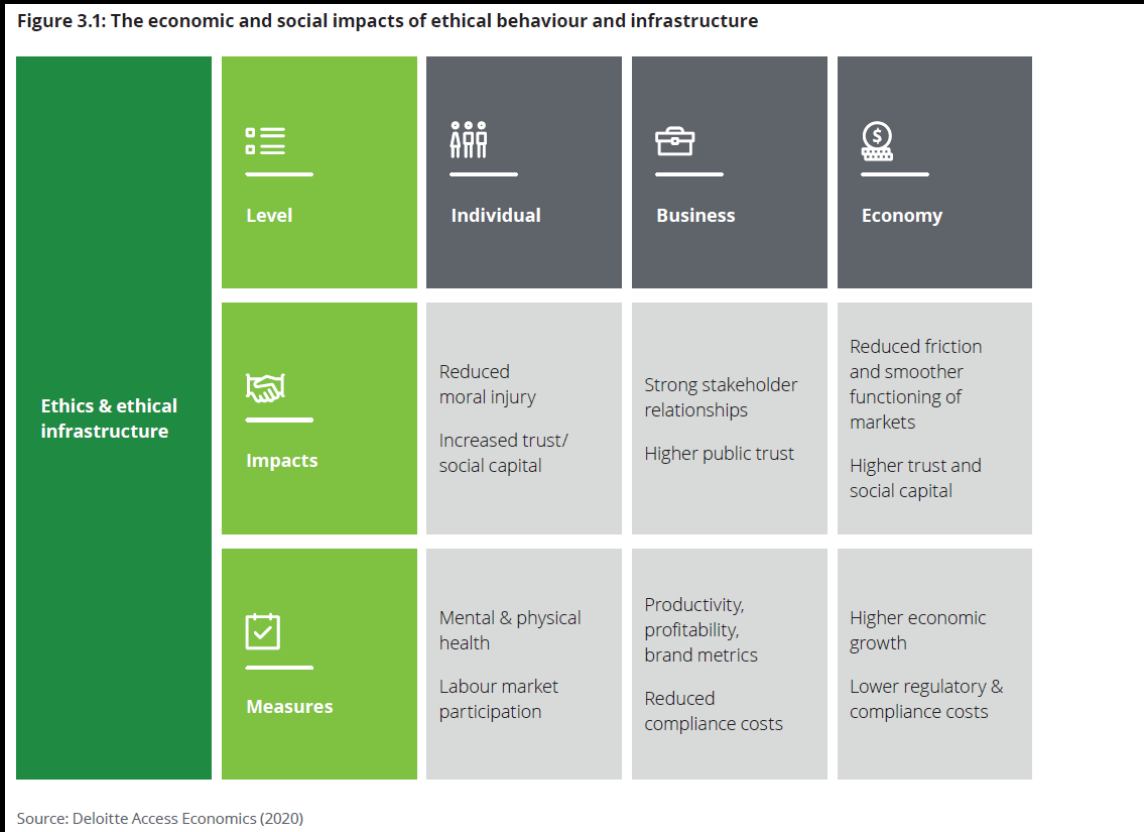 Figure 3.1: The economic and social impacts of ethical behaviour and infrastructure
Ethics & ethical
infrastructure
Level
Individual
Business
Economy
Impacts
Reduced
moral injury
Increased trust/
social capital
Strong stakeholder
relationships
Higher public trust
Reduced friction
and smoother
functioning of
markets
Higher trust and
social capital
Measures
Mental & physical
health
Labour market
participation
Productivity,
profitability,
brand metrics
Reduced
compliance costs
Higher economic
growth
Lower regulatory &
compliance costs
Source: Deloitte Access Economics (2020)